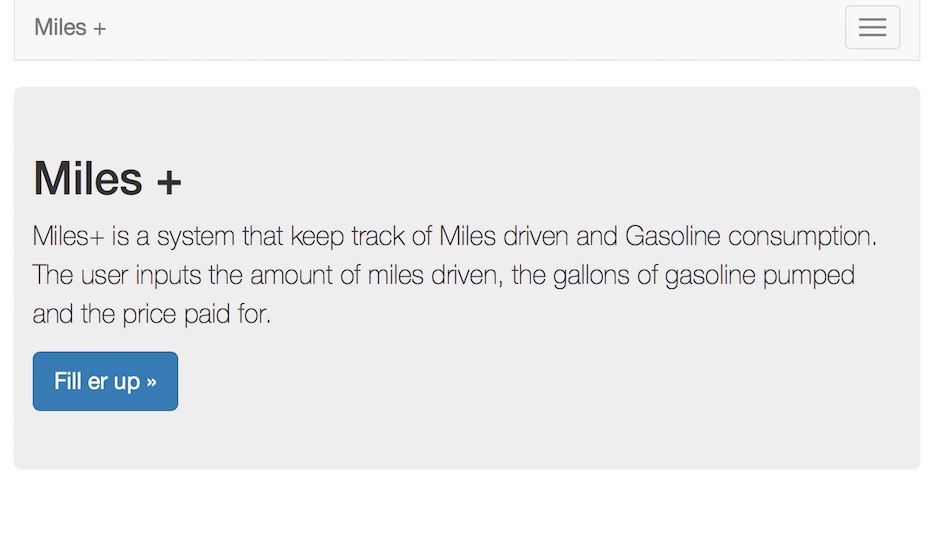 Miles +
Miles +
Miles+ is a system that keep track of Miles driven and Gasoline consumption.
The user inputs the amount of miles driven, the gallons of gasoline pumped
and the price paid for.
Fill er up »